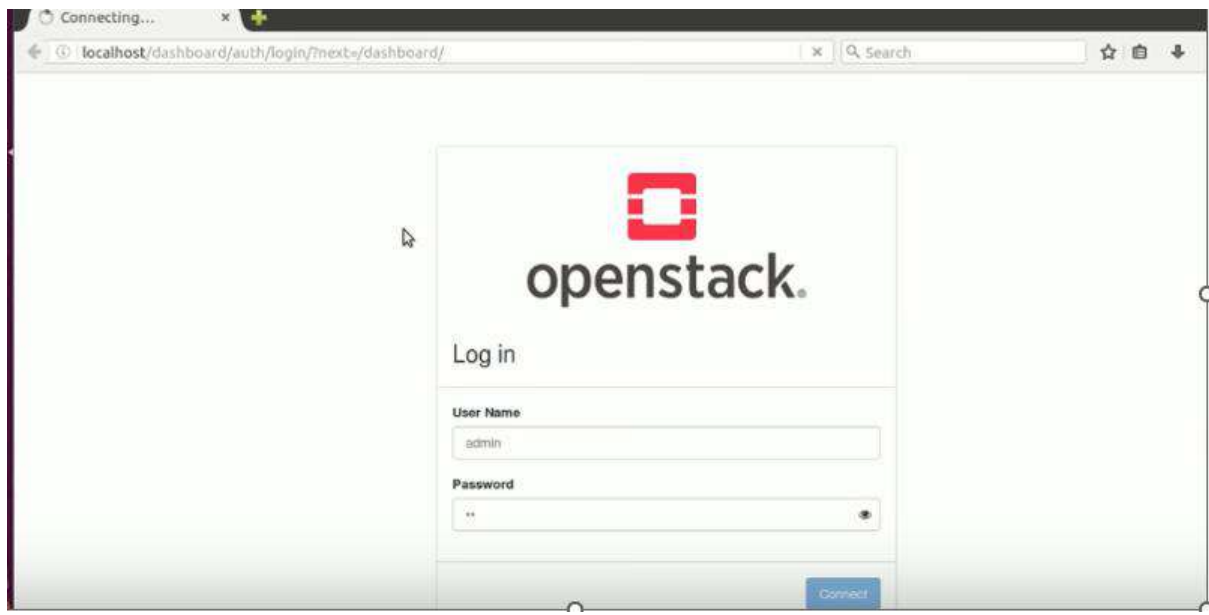 Connecting...
localhost/dashboard/auth/login/?next=/dashboard/
Search
openstack.
Log in
User Name
admin
Password
Connect